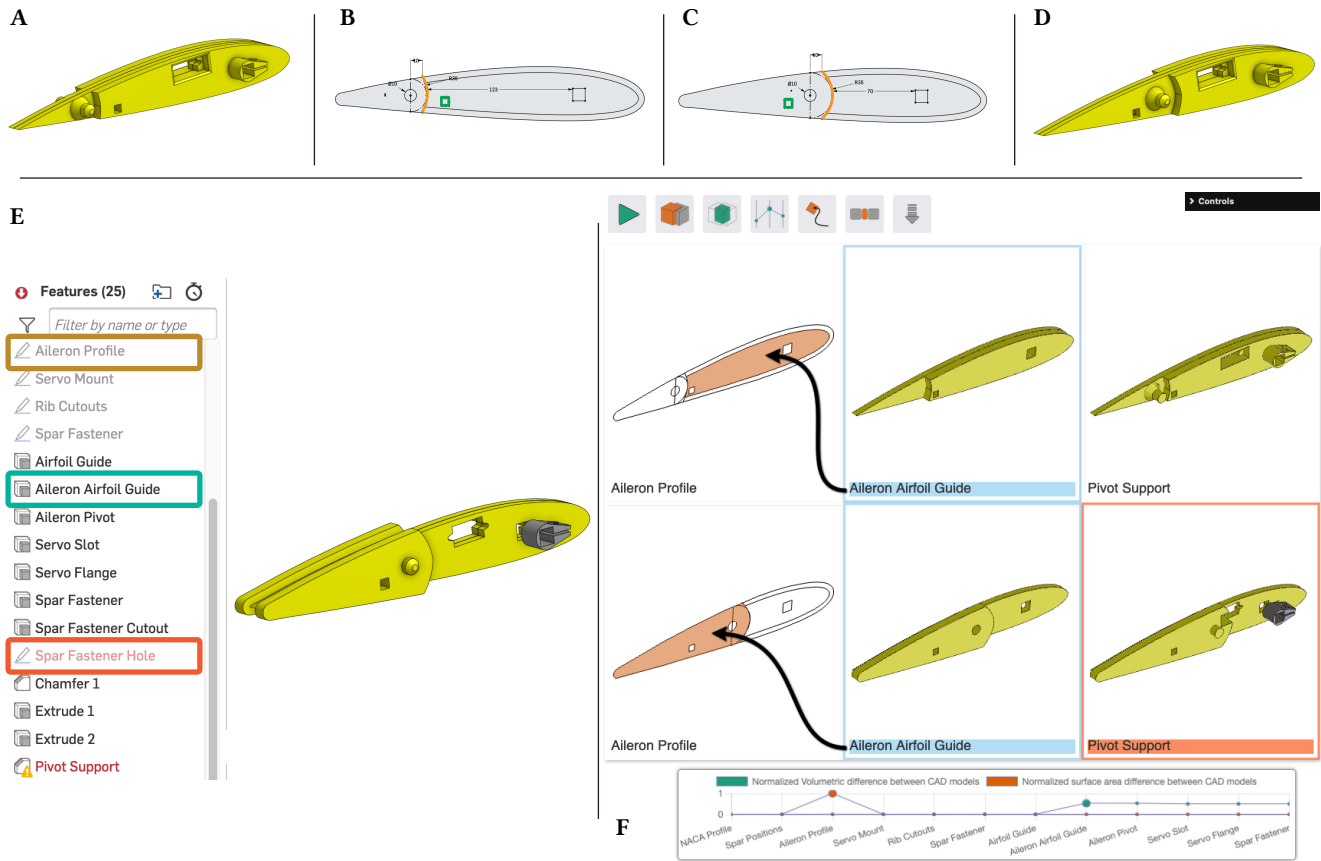 A
B
C
D
10
Ø10
R35
123
Ø10
R35
70
E
Controls
Features (25)
Filter by name or type
Aileron Profile
Servo Mount
Rib Cutouts
Spar Fastener
Airfoil Guide
Aileron Airfoil Guide
Aileron Pivot
Servo Slot
Servo Flange
Spar Fastener
Spar Fastener Cutout
Spar Fastener Hole
Chamfer 1
Extrude 1
Extrude 2
Pivot Support
Aileron Profile
Aileron Airfoil Guide
Pivot Support
Aileron Profile
Aileron Airfoil Guide
Pivot Support
F
Normalized Volumetric difference between CAD models
Normalized surface area difference between CAD models
1
0
NACA Profile
Spar Positions
Aileron Profile
Servo Mount
Rib Cutouts
Spar Fastener
Airfoil Guide
Aileron Airfoil Guide
Aileron Pivot
Servo Slot
Servo Flange
Spar Fastener